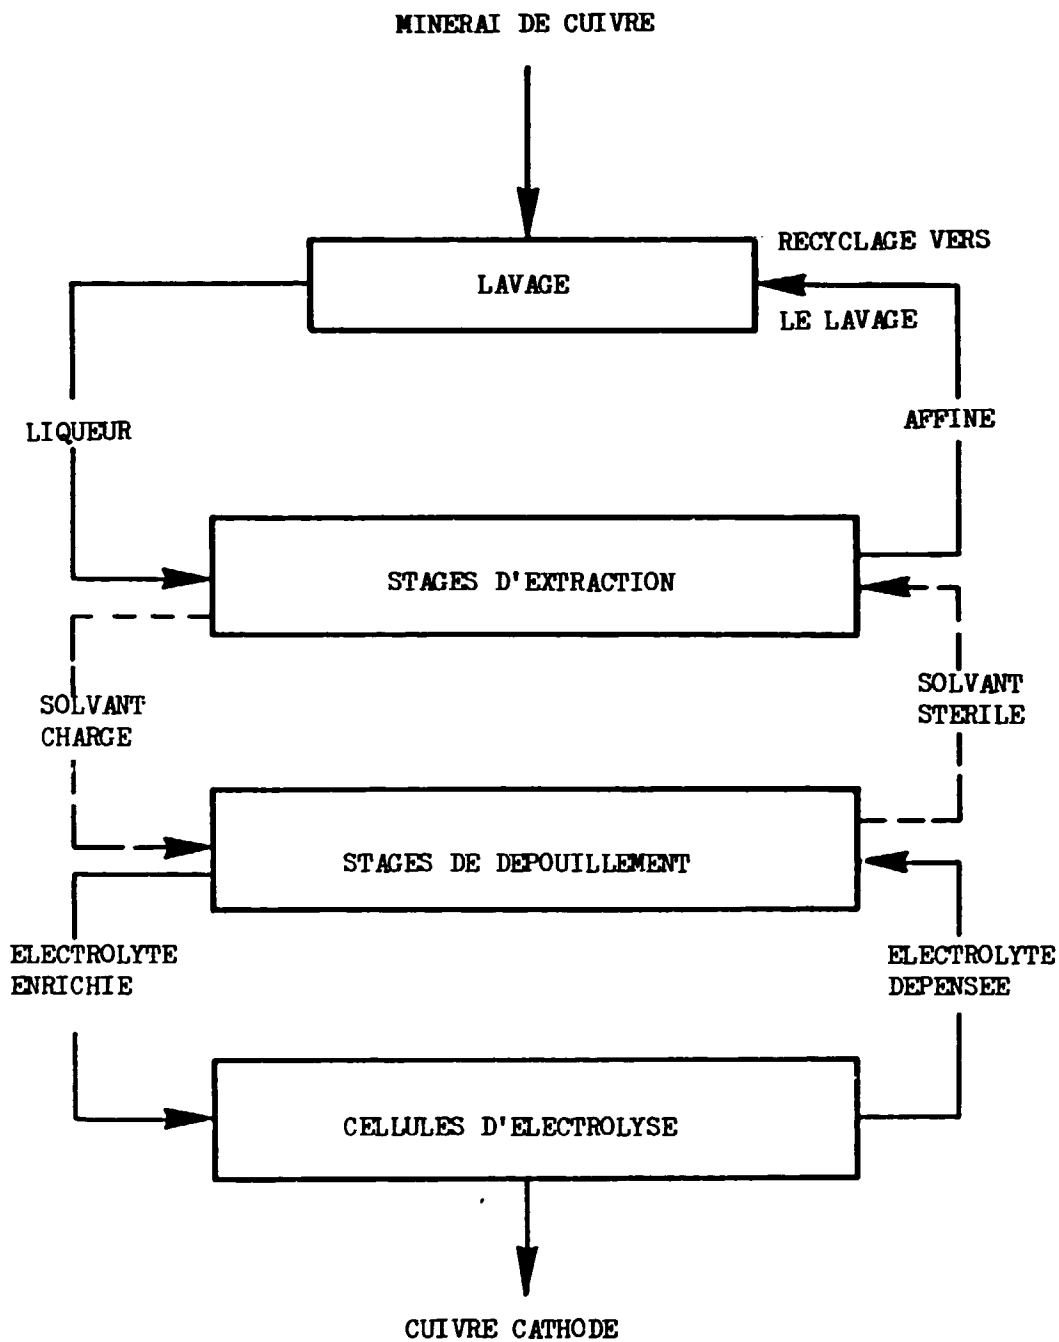 MINERAI DE CUIVRE
RECYCLAGE VERS
LAVAGE
LE LAVAGE
LIQUEUR
AFFINE
STAGES D'EXTRACTION
SOLVANT
CHARGE
SOLVANT
STERILE
STAGES DE DEPOUILLEMENT
ELECTROLYTE
ENRICHIE
ELECTROLYTE
DEPENSEE
CELLULES D'ELECTROLYSE
CUIVRE CATHODE